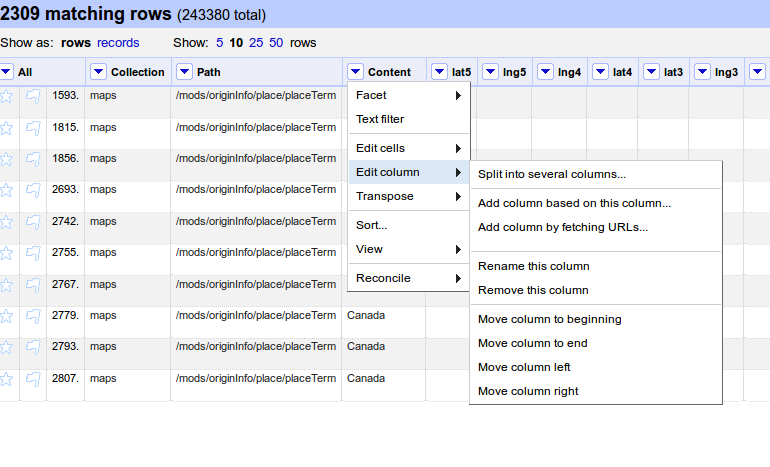 2309 matching rows (243380 total)
Show as: rows records Show: 5 10 25 50 rows
All Collection Path Content lat5 lng5 lng4 lat4 lat3 lng3
1593. maps /mods/originInfo/place/placeTerm
1815. maps /mods/originInfo/place/placeTerm
1856. maps /mods/originInfo/place/placeTerm
2693. maps /mods/originInfo/place/placeTerm
2742. maps /mods/originInfo/place/placeTerm
2755. maps /mods/originInfo/place/placeTerm
2767. maps /mods/originInfo/place/placeTerm
2779. maps /mods/originInfo/place/placeTerm Canada
2793. maps /mods/originInfo/place/placeTerm Canada
2807. maps /mods/originInfo/place/placeTerm Canada
Facet
Text filter
Edit cells
Edit column
Transpose
Sort...
View
Reconcile
Split into several columns...
Add column based on this column...
Add column by fetching URLs...
Rename this column
Remove this column
Move column to beginning
Move column to end
Move column left
Move column right